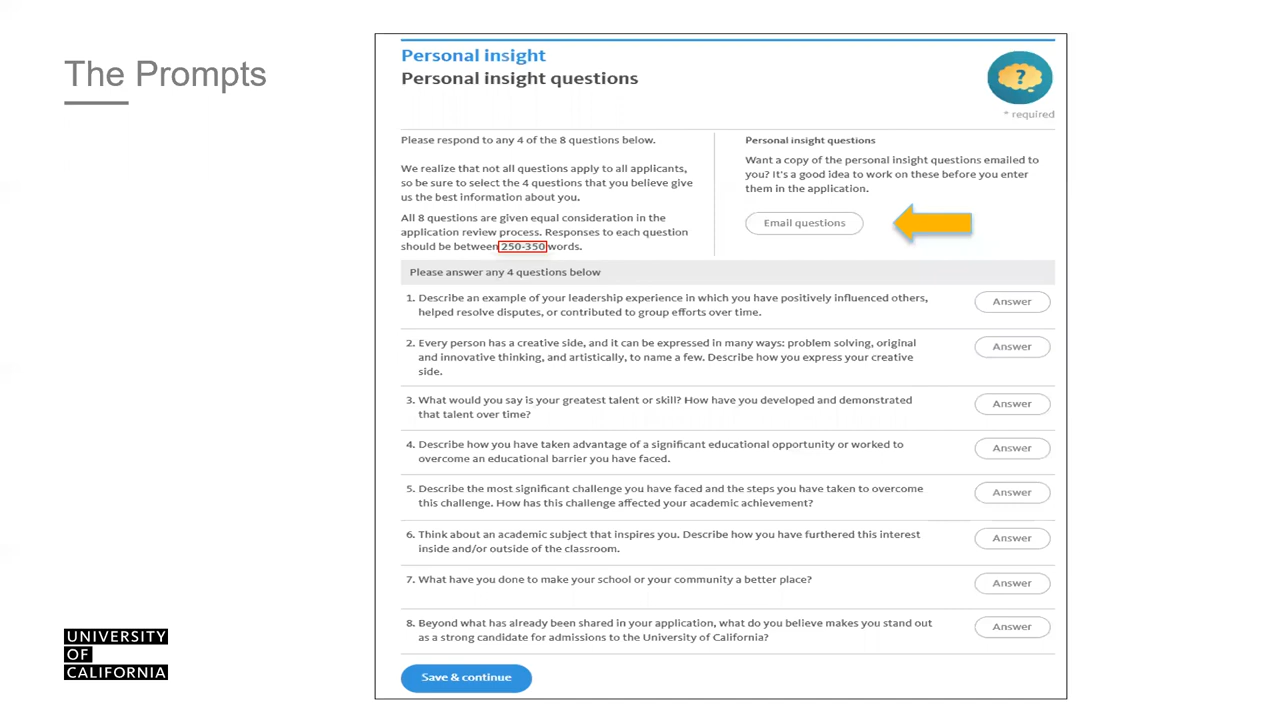 The Prompts
Personal insight
Personal insight questions
?
* required
Please respond to any 4 of the 8 questions below.
We realize that not all questions apply to all applicants,
so be sure to select the 4 questions that you believe give
us the best information about you.
All 8 questions are given equal consideration in the
application review process. Responses to each question
should be between 250-350 words.
Personal insight questions
Want a copy of the personal insight questions emailed to
you? It's a good idea to work on these before you enter
them in the application.
Email questions
Please answer any 4 questions below
1. Describe an example of your leadership experience in which you have positively influenced others,
helped resolve disputes, or contributed to group efforts over time.
Answer
2. Every person has a creative side, and it can be expressed in many ways: problem solving, original
and innovative thinking, and artistically, to name a few. Describe how you express your creative
side.
Answer
3. What would you say is your greatest talent or skill? How have you developed and demonstrated
that talent over time?
Answer
4. Describe how you have taken advantage of a significant educational opportunity or worked to
overcome an educational barrier you have faced.
Answer
5. Describe the most significant challenge you have faced and the steps you have taken to overcome
this challenge. How has this challenge affected your academic achievement?
Answer
6. Think about an academic subject that inspires you. Describe how you have furthered this interest
inside and/or outside of the classroom.
Answer
7. What have you done to make your school or your community a better place?
Answer
8. Beyond what has already been shared in your application, what do you believe makes you stand out
as a strong candidate for admissions to the University of California?
Answer
Save & continue
UNIVERSITY
OF
CALIFORNIA